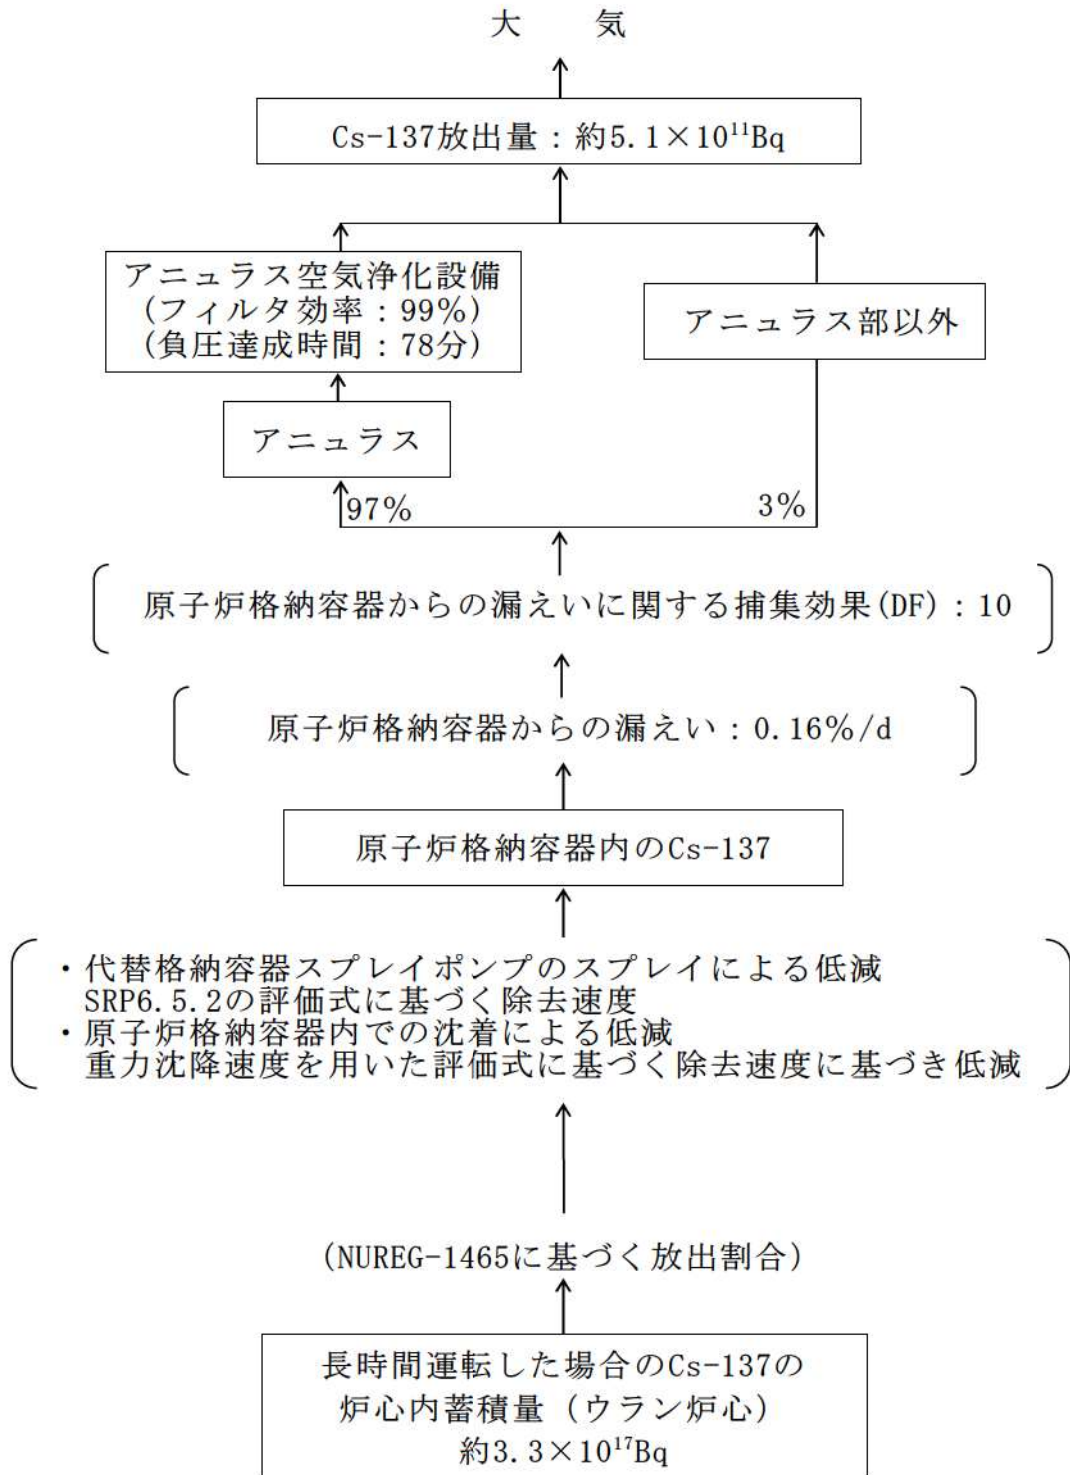 大　気
Cs-137放出量：約5.1×10¹¹Bq
アニュラス空気浄化設備
(フィルタ効率：99％)
(負圧達成時間：78分)
アニュラス部以外
アニュラス
97％
3％
原子炉格納容器からの漏えいに関する捕集効果(DF)：10
原子炉格納容器からの漏えい：0.16％/d
原子炉格納容器内のCs-137
・代替格納容器スプレイポンプのスプレイによる低減
SRP6.5.2の評価式に基づく除去速度
・原子炉格納容器内での沈着による低減
重力沈降速度を用いた評価式に基づく除去速度に基づき低減
(NUREG-1465に基づく放出割合)
長時間運転した場合のCs-137の
炉心内蓄積量（ウラン炉心）
約3.3×10¹⁷Bq